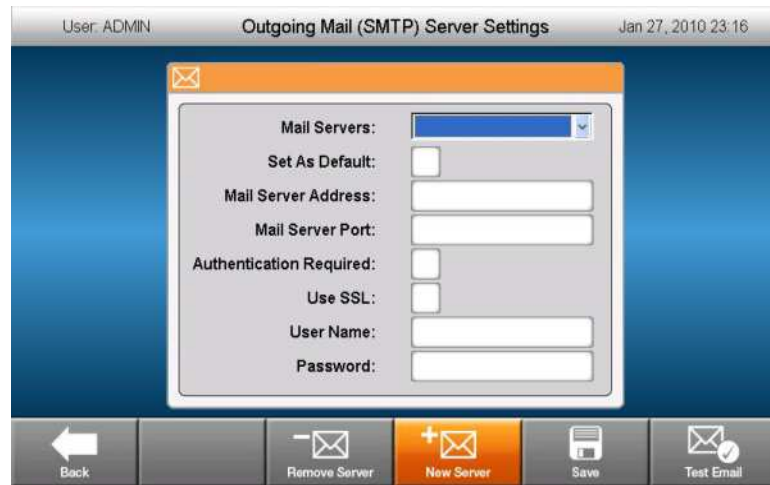 User: ADMIN Outgoing Mail (SMTP) Server Settings Jan 27, 2010 23:16
Mail Servers:
Set As Default:
Mail Server Address:
Mail Server Port:
Authentication Required:
Use SSL:
User Name:
Password:
Back Remove Server New Server Save Test Email